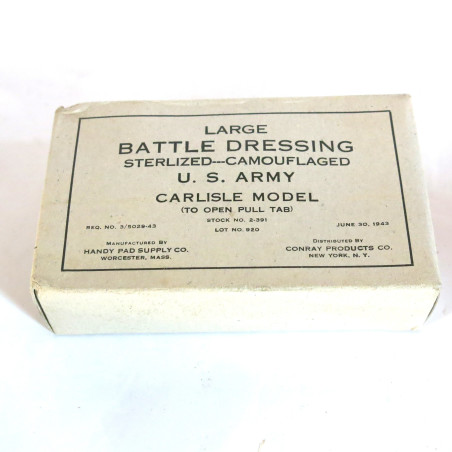 LARGE
BATTLE DRESSING
STERLIZED---CAMOUFLAGED
U. S. ARMY
CARLISLE MODEL
(TO OPEN PULL TAB)
STOCK NO. 2-391
REQ. NO. 3/5029-43 LOT NO. 920 JUNE 30, 1943
MANUFACTURED BY
HANDY PAD SUPPLY CO.
WORCESTER, MASS.
DISTRIBUTED BY
CONRAY PRODUCTS CO.
NEW YORK, N. Y.